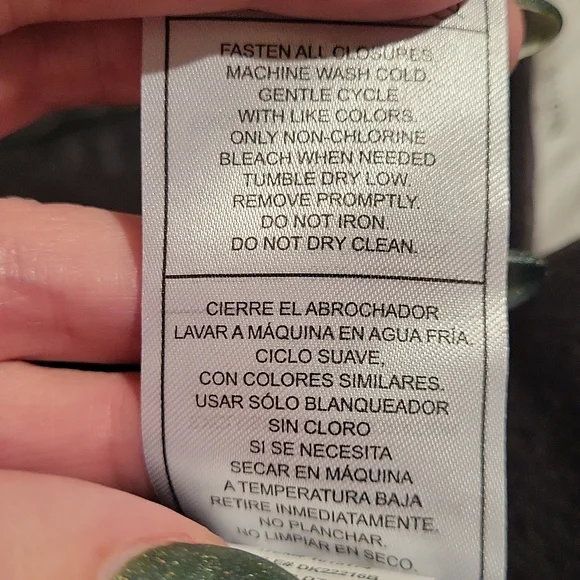 FASTEN ALL CLOSURES
MACHINE WASH COLD.
GENTLE CYCLE
WITH LIKE COLORS.
ONLY NON-CHLORINE
BLEACH WHEN NEEDED
TUMBLE DRY LOW.
REMOVE PROMPTLY.
DO NOT IRON.
DO NOT DRY CLEAN.
CIERRE EL ABROCHADOR
LAVAR A MÁQUINA EN AGUA FRÍA.
CICLO SUAVE,
CON COLORES SIMILARES.
USAR SÓLO BLANQUEADOR
SIN CLORO
SI SE NECESITA
SECAR EN MÁQUINA
A TEMPERATURA BAJA
RETIRE INMEDIATAMENTE.
NO PLANCHAR.
NO LIMPIAR EN SECO.